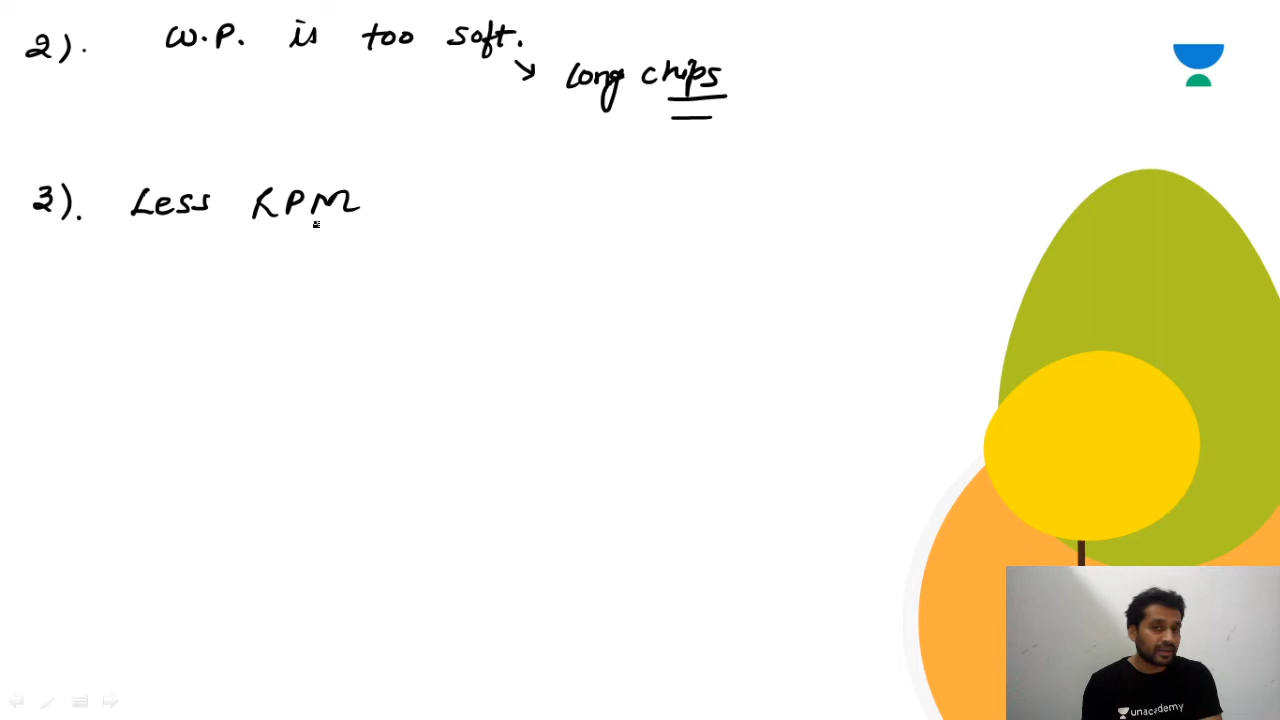 2). W.P. is too soft.
Long chips
3). Less RPM
unacademy